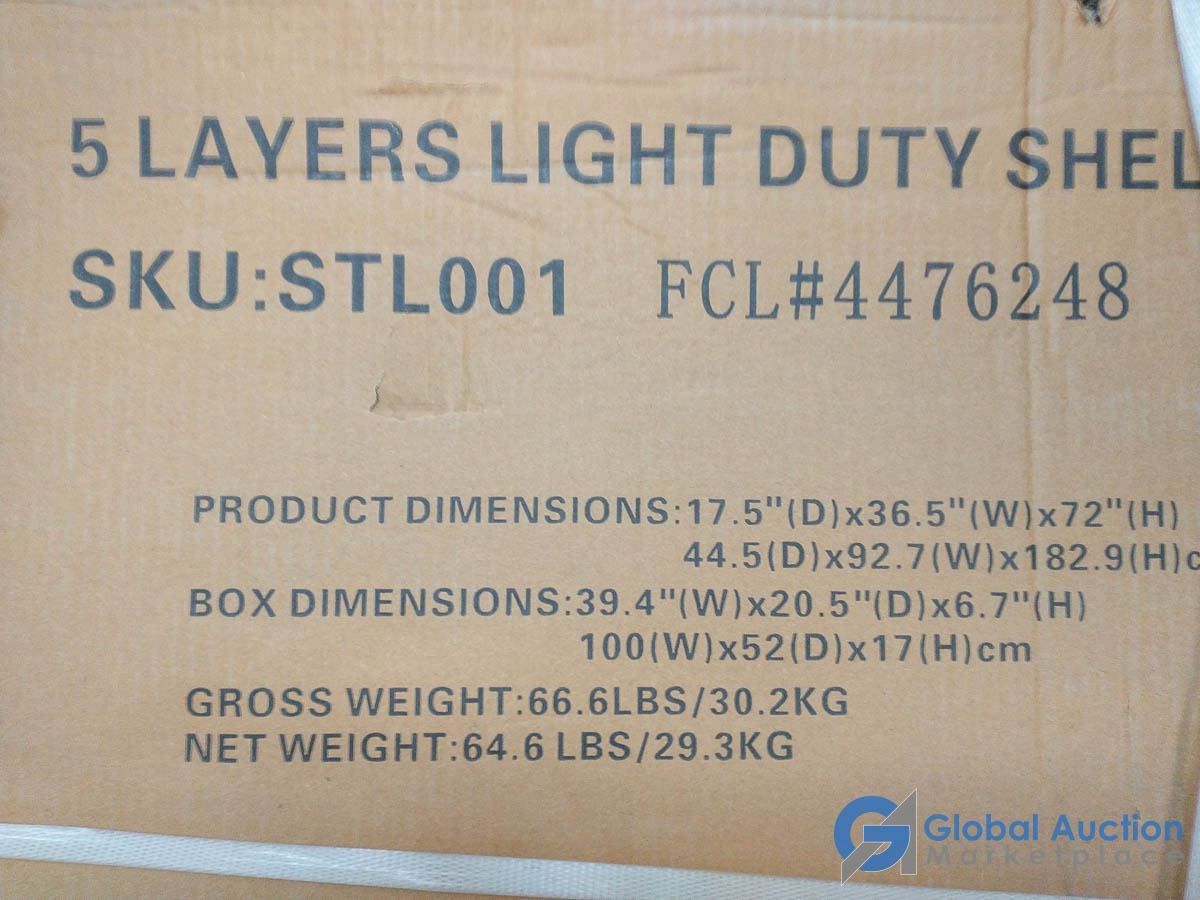 5 LAYERS LIGHT DUTY SHEL
SKU:STL001 FCL#4476248
PRODUCT DIMENSIONS:17.5"(D)x36.5"(W)x72"(H)
44.5(D)x92.7(W)x182.9(H)c
BOX DIMENSIONS:39.4"(W)x20.5"(D)x6.7"(H)
100(W)x52(D)x17(H)cm
GROSS WEIGHT:66.6LBS/30.2KG
NET WEIGHT:64.6 LBS/29.3KG
Global Auction
Marketplace